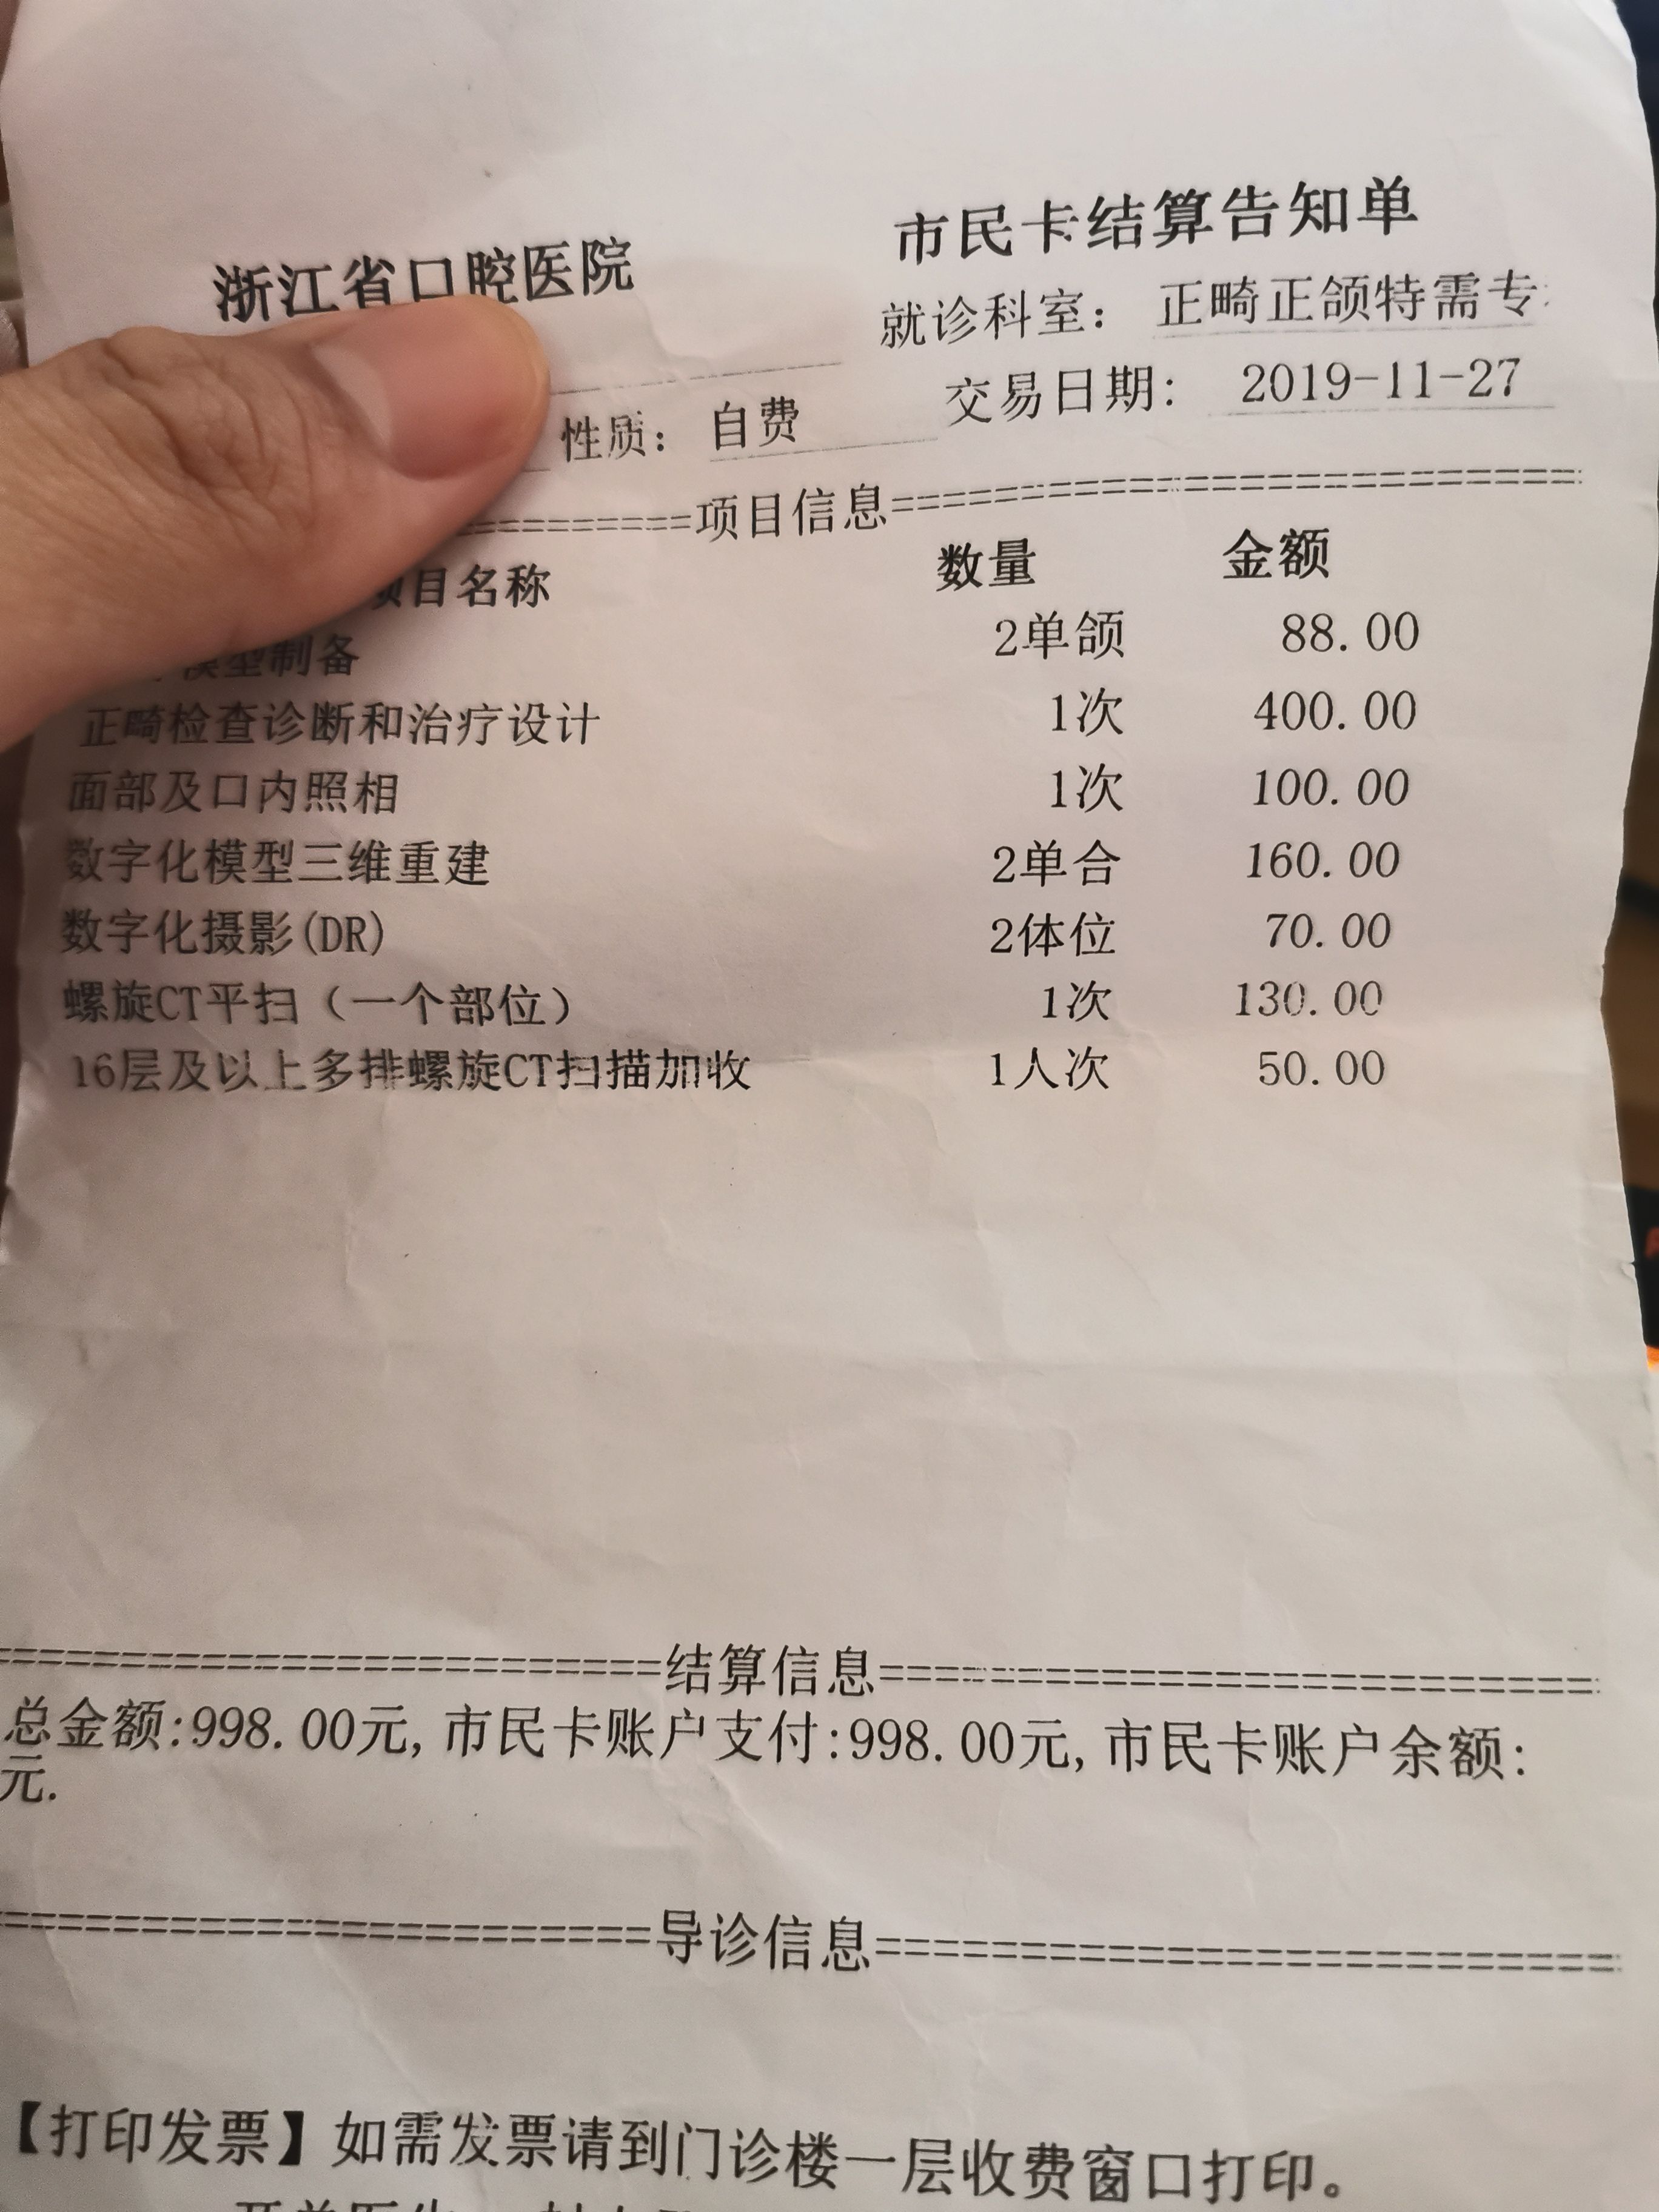 市民卡结算告知单
浙江省口腔医院
就诊科室： 正畸正颌特需专
性质： 自费 交易日期： 2019-11-27
=========项目信息==========================
项目名称 数量 金额
模型制备 2单颌 88.00
正畸检查诊断和治疗设计 1次 400.00
面部及口内照相 1次 100.00
数字化模型三维重建 2单合 160.00
数字化摄影(DR) 2体位 70.00
螺旋CT平扫（一个部位） 1次 130.00
16层及以上多排螺旋CT扫描加收 1人次 50.00
=========================结算信息===========================
总金额:998.00元,市民卡账户支付:998.00元,市民卡账户余额:
元.
=========================导诊信息============================
【打印发票】如需发票请到门诊楼一层收费窗口打印。